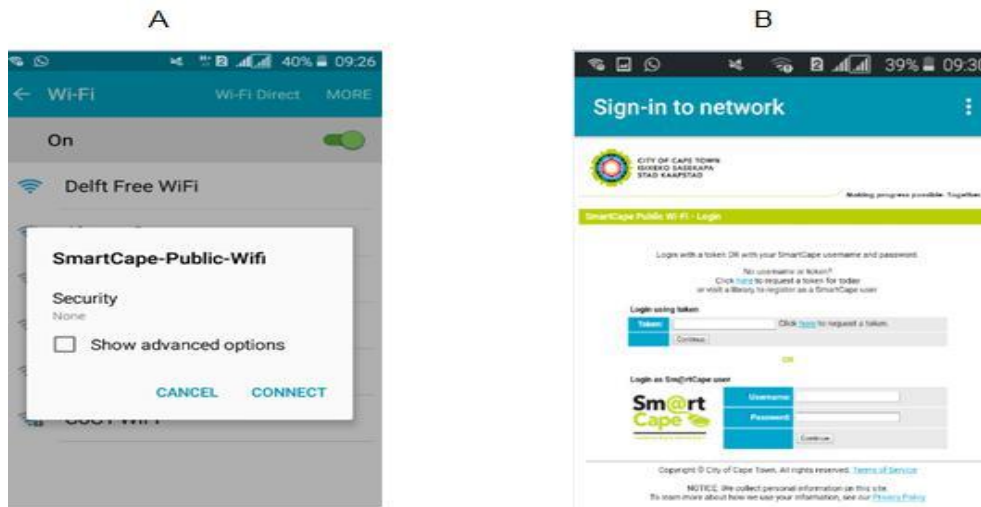 A
40% 09:26
Wi-Fi Wi-Fi Direct MORE
On
Delft Free WiFi
SmartCape-Public-Wifi
Security
None
Show advanced options
CANCEL CONNECT
B
2 39% 09:30
Sign-in to network
CITY OF CAPE TOWN
ISIXEKO SASEKAPA
STAD KAAPSTAD
Making progress possible. Together.
SmartCape Public Wi-Fi - Login
Login with a token OR with your SmartCape username and password.
No username or token?
Click here to request a token for today
or visit a library to register as a SmartCape user
Login using token
Token: Click here to request a token.
Continue
OR
Login as Sm@rtCape user
Sm@rt
Cape
Username:
Password:
Continue
Copyright © City of Cape Town. All rights reserved. Terms of Service
NOTICE: We collect personal information on this site.
To learn more about how we use your information, see our Privacy Policy